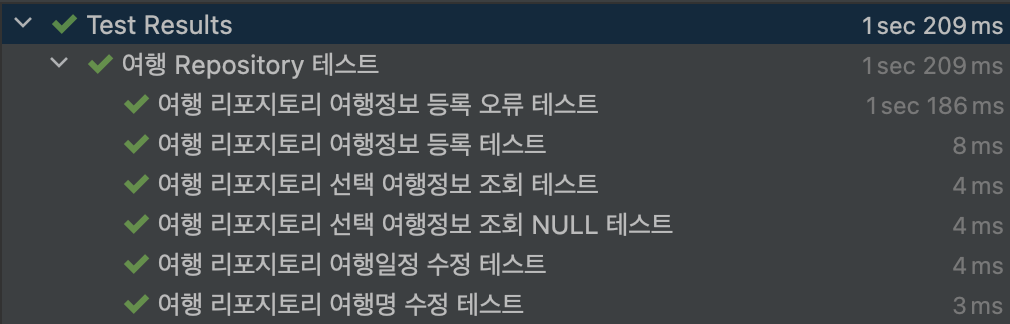 Test Results 1 sec 209 ms
여행 Repository 테스트 1 sec 209 ms
여행 리포지토리 여행정보 등록 오류 테스트 1 sec 186 ms
여행 리포지토리 여행정보 등록 테스트 8 ms
여행 리포지토리 선택 여행정보 조회 테스트 4 ms
여행 리포지토리 선택 여행정보 조회 NULL 테스트 4 ms
여행 리포지토리 여행일정 수정 테스트 4 ms
여행 리포지토리 여행명 수정 테스트 3 ms